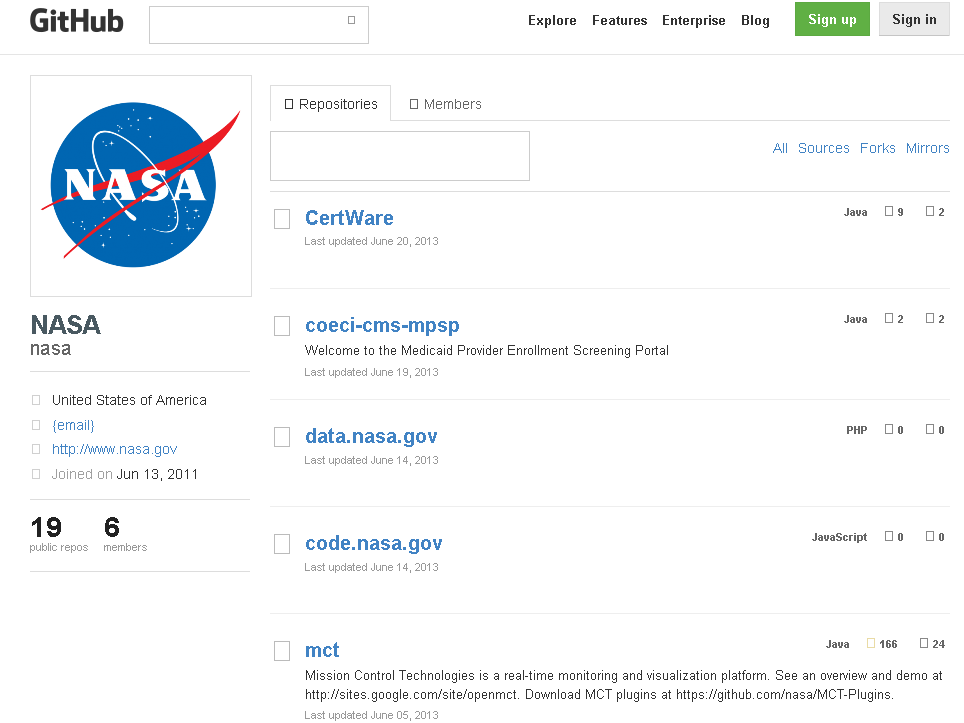 GitHub
Explore Features Enterprise Blog Sign up Sign in
NASA
NASA
nasa
United States of America
{email}
http://www.nasa.gov
Joined on Jun 13, 2011
19 6
public repos members
Repositories Members
All Sources Forks Mirrors
CertWare Java 9 2
Last updated June 20, 2013
coeci-cms-mpsp Java 2 2
Welcome to the Medicaid Provider Enrollment Screening Portal
Last updated June 19, 2013
data.nasa.gov PHP 0 0
Last updated June 14, 2013
code.nasa.gov JavaScript 0 0
Last updated June 14, 2013
mct Java 166 24
Mission Control Technologies is a real-time monitoring and visualization platform. See an overview and demo at
http://sites.google.com/site/openmct. Download MCT plugins at https://github.com/nasa/MCT-Plugins.
Last updated June 05, 2013